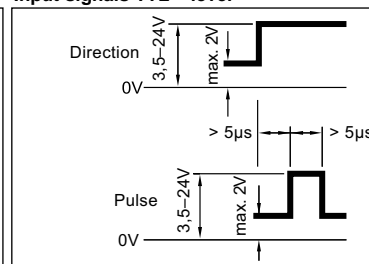 Input signals TTL – level
Direction
3,5–24V
max. 2V
0V
> 5µs
> 5µs
Pulse
3,5–24V
max. 2V
0V